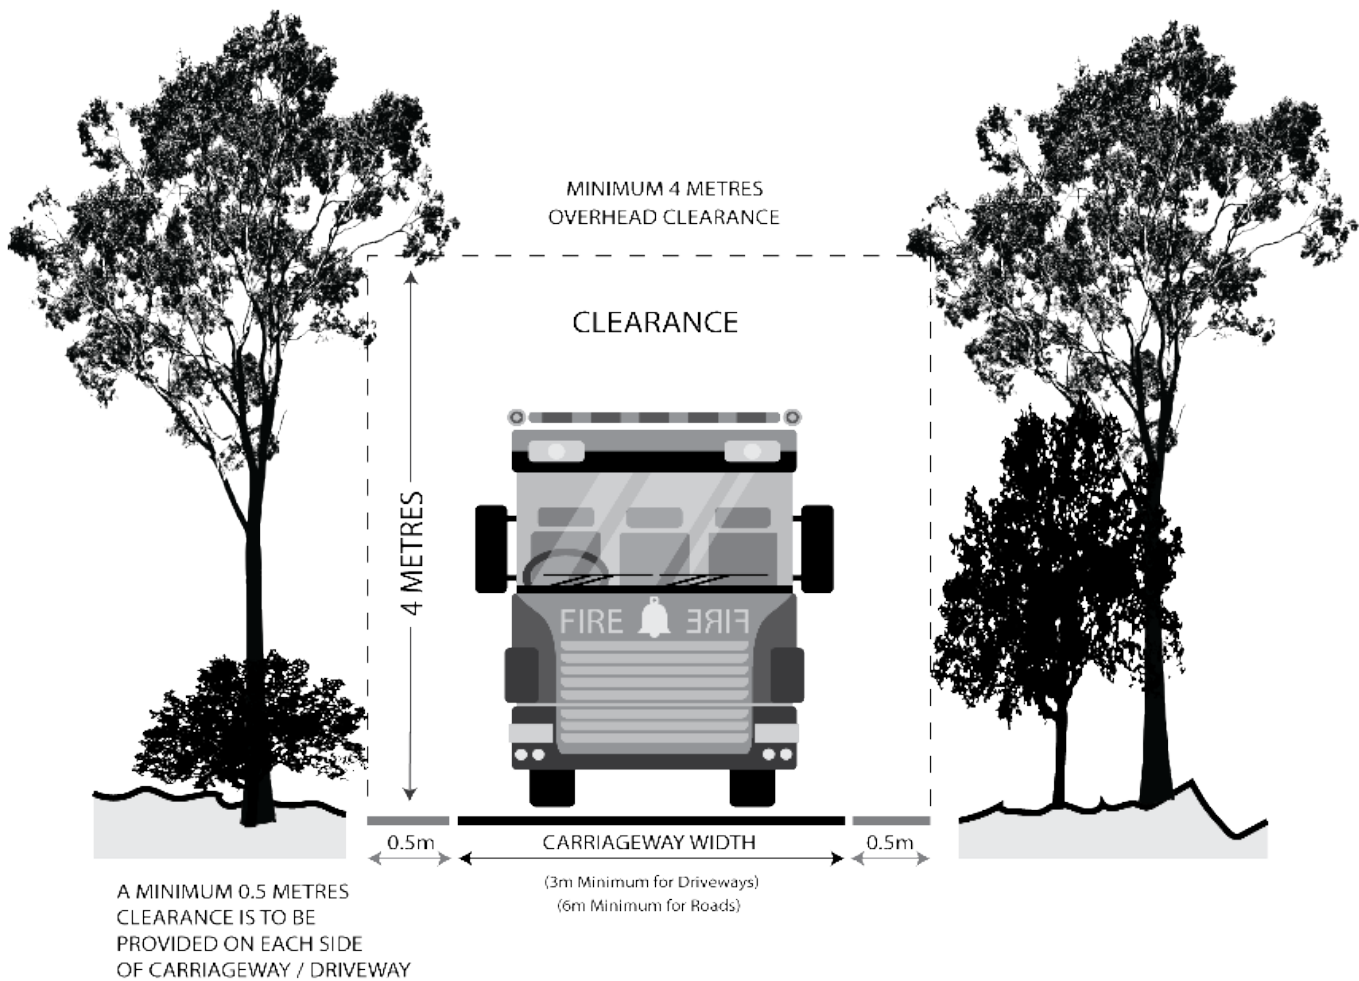 MINIMUM 4 METRES
OVERHEAD CLEARANCE
CLEARANCE
4 METRES
FIRE FIRE
0.5m
CARRIAGEWAY WIDTH
0.5m
(3m Minimum for Driveways)
(6m Minimum for Roads)
A MINIMUM 0.5 METRES
CLEARANCE IS TO BE
PROVIDED ON EACH SIDE
OF CARRIAGEWAY / DRIVEWAY